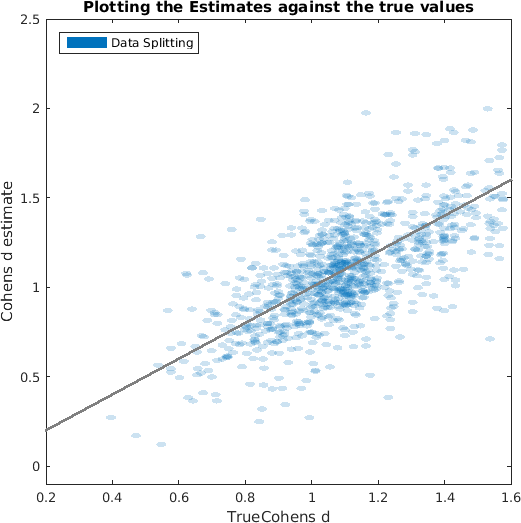 Plotting the Estimates against the true values
2.5
Data Splitting
2
1.5
1
0.5
0
Cohens d estimate
0.2 0.4 0.6 0.8 1 1.2 1.4 1.6
TrueCohens d